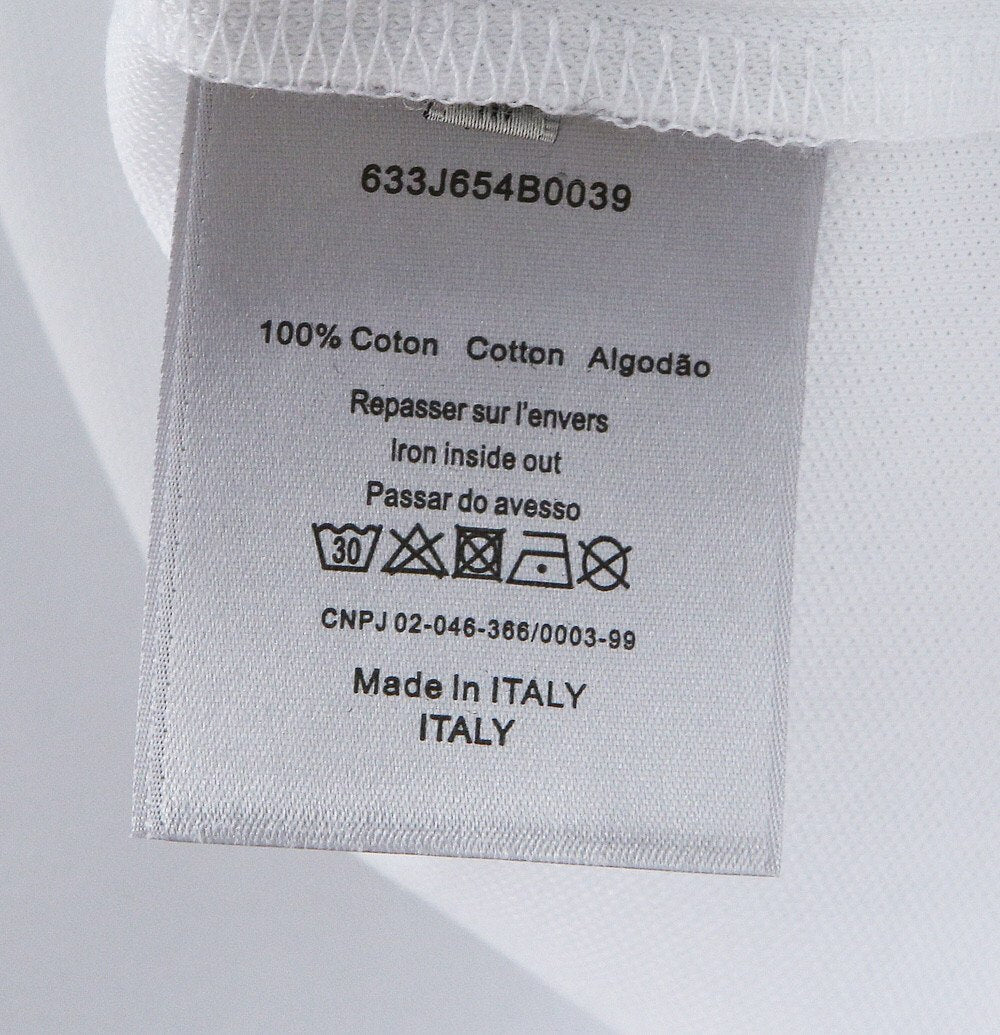 633J654B0039
100% Coton Cotton Algodão
Repasser sur l'envers
Iron inside out
Passar do avesso
30
CNPJ 02-046-366/0003-99
Made In ITALY
ITALY